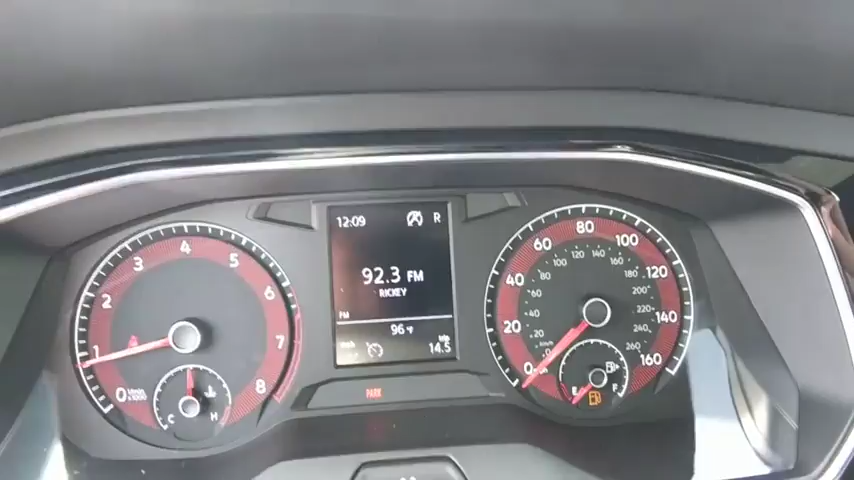 12:09 R
92.3 FM
RICKEY
FM
96°F
trip
14.5
0 1 2 3 4 5 6 7 8
1/min
x1000
C H
PARK
0 20 40 60 80 100 120 140 160
20 40 60 80 100 120 140 160 180 200 220 240 260
km/h
E F